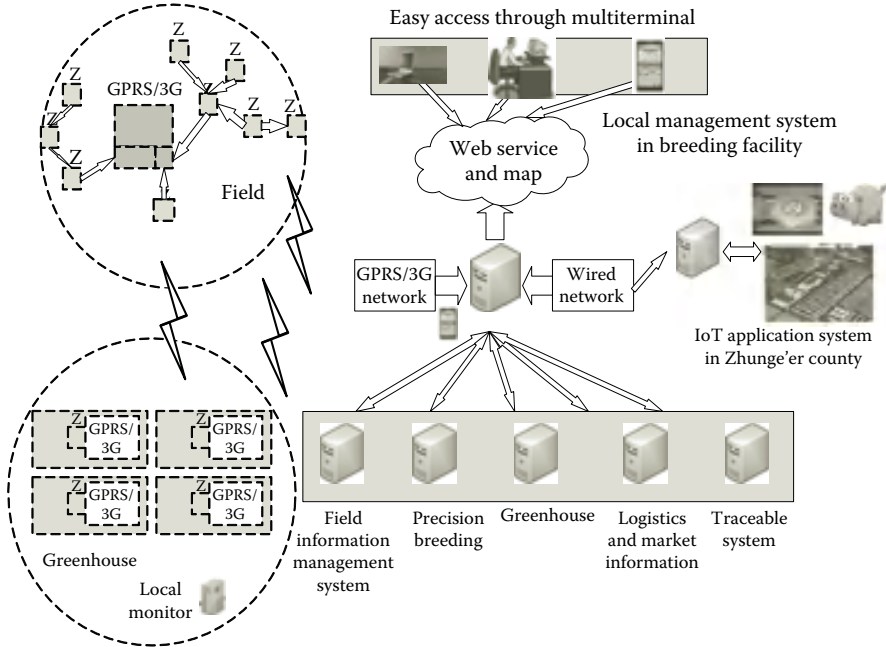 Easy access through multiterminal
Z
Z
Z
GPRS/3G
Z
Z
Z
Z
Z
Z
Field
Web service
and map
Local management system
in breeding facility
GPRS/3G
network
Wired
network
IoT application system
in Zhunge'er county
Z
GPRS/
3G
Z
GPRS/
3G
Z
GPRS/
3G
Z
GPRS/
3G
Greenhouse
Local
monitor
Field
information
management
system
Precision
breeding
Greenhouse
Logistics
and market
information
Traceable
system